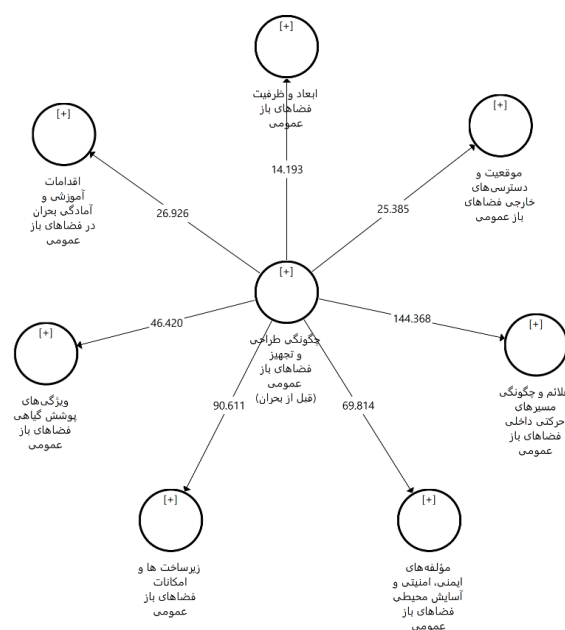 [+]
ابعاد و ظرفیت
فضاهای باز
عمومی
[+]
اقدامات
آموزشی و
آمادگی بحران
در فضاهای باز
عمومی
[+]
موقعیت و
دسترسی‌های
خارجی فضاهای
باز عمومی
14.193
26.926
25.385
[+]
چگونگی طراحی
و تجهیز
فضاهای باز
عمومی
(قبل از بحران)
46.420
144.368
90.611
69.814
[+]
ویژگی‌های
پوشش گیاهی
فضاهای باز
عمومی
[+]
علائم و چگونگی
مسیرهای
حرکتی داخلی
فضاهای باز
عمومی
[+]
زیرساخت ها و
امکانات
فضاهای باز
عمومی
[+]
مؤلفه‌های
ایمنی، امنیتی و
آسایش محیطی
فضاهای باز
عمومی